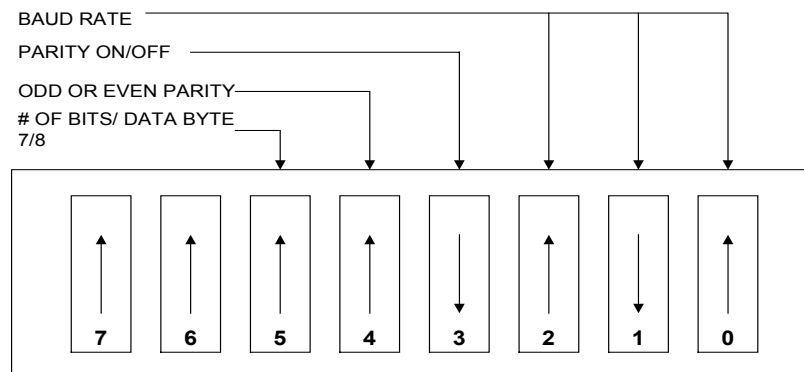 BAUD RATE
PARITY ON/OFF
ODD OR EVEN PARITY
# OF BITS/ DATA BYTE
7/8
7 6 5 4 3 2 1 0